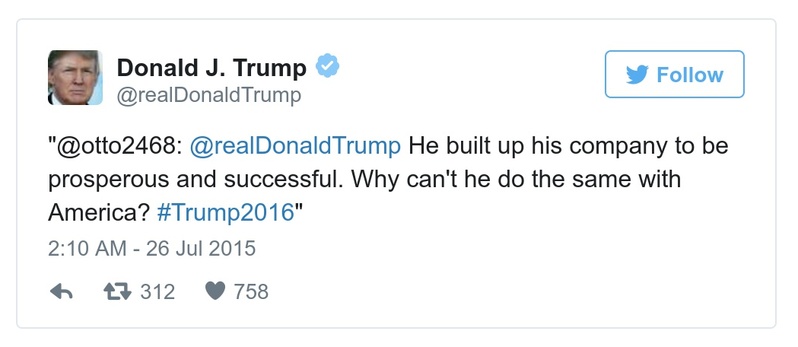 Donald J. Trump
Follow
@realDonaldTrump
"@otto2468: @realDonaldTrump He built up his company to be
prosperous and successful. Why can't he do the same with
America? #Trump2016"
2:10 AM - 26 Jul 2015
312 758